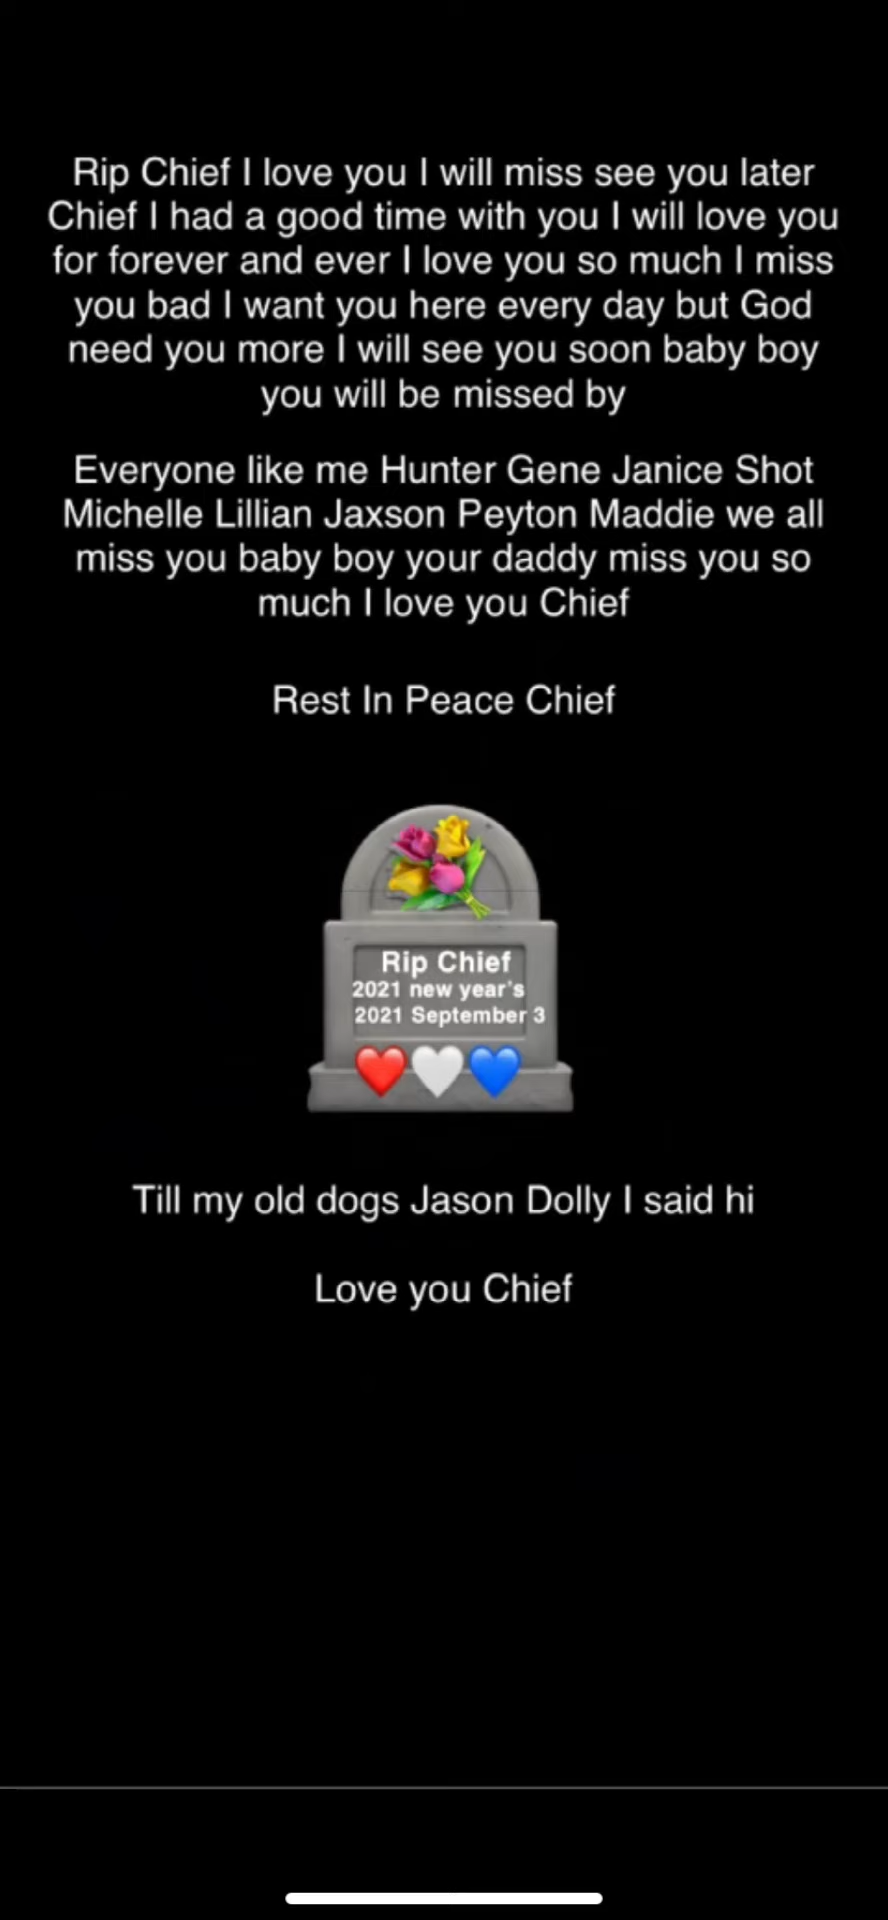 Rip Chief I love you I will miss see you later
Chief I had a good time with you I will love you
for forever and ever I love you so much I miss
you bad I want you here every day but God
need you more I will see you soon baby boy
you will be missed by
Everyone like me Hunter Gene Janice Shot
Michelle Lillian Jaxson Peyton Maddie we all
miss you baby boy your daddy miss you so
much I love you Chief
Rest In Peace Chief
Rip Chief
2021 new year's
2021 September 3
Till my old dogs Jason Dolly I said hi
Love you Chief